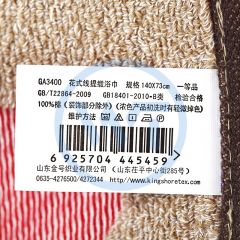 GA3400 花式线提缎浴巾 规格 140X73cm 一等品
GB/T22864-2009 GB18401-2010·B类 检验合格
100%棉 (装饰部分除外) (浓色产品初洗时有轻微掉色)
维护方法
6 925704 445459
山东金号织业有限公司 (山东茌平中心街285号)
0635-4276500/4272344 http://www.kingshoretex.com